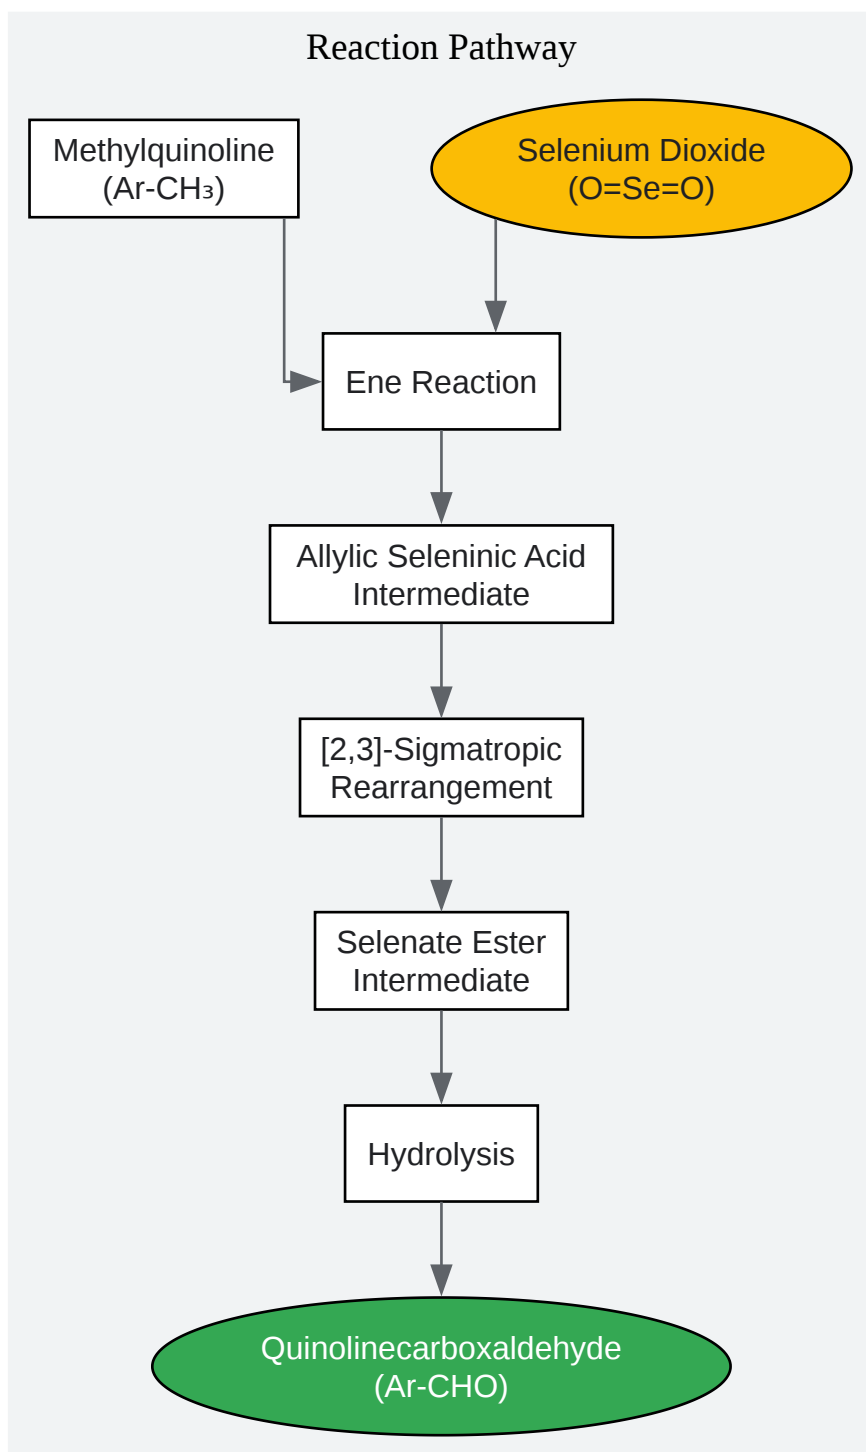 Reaction Pathway
Methylquinoline
(Ar-CH₃)
Selenium Dioxide
(O=Se=O)
Ene Reaction
Allylic Seleninic Acid
Intermediate
[2,3]-Sigmatropic
Rearrangement
Selenate Ester
Intermediate
Hydrolysis
Quinolinecarboxaldehyde
(Ar-CHO)